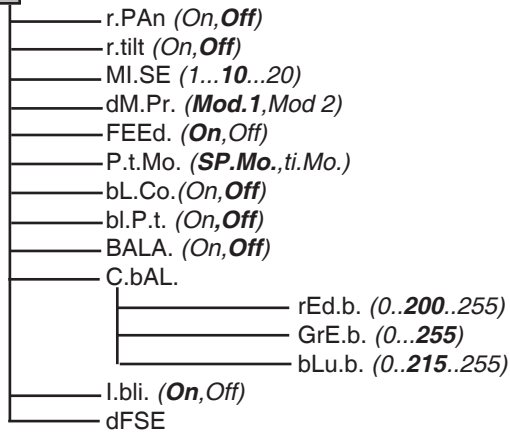 r.PAn (On,Off)
r.tilt (On,Off)
MI.SE (1...10...20)
dM.Pr. (Mod.1,Mod 2)
FEEd. (On,Off)
P.t.Mo. (SP.Mo.,ti.Mo.)
bL.Co.(On,Off)
bl.P.t. (On,Off)
BALA. (On,Off)
C.bAL.
rEd.b. (0..200..255)
GrE.b. (0...255)
bLu.b. (0..215..255)
I.bli. (On,Off)
dFSE